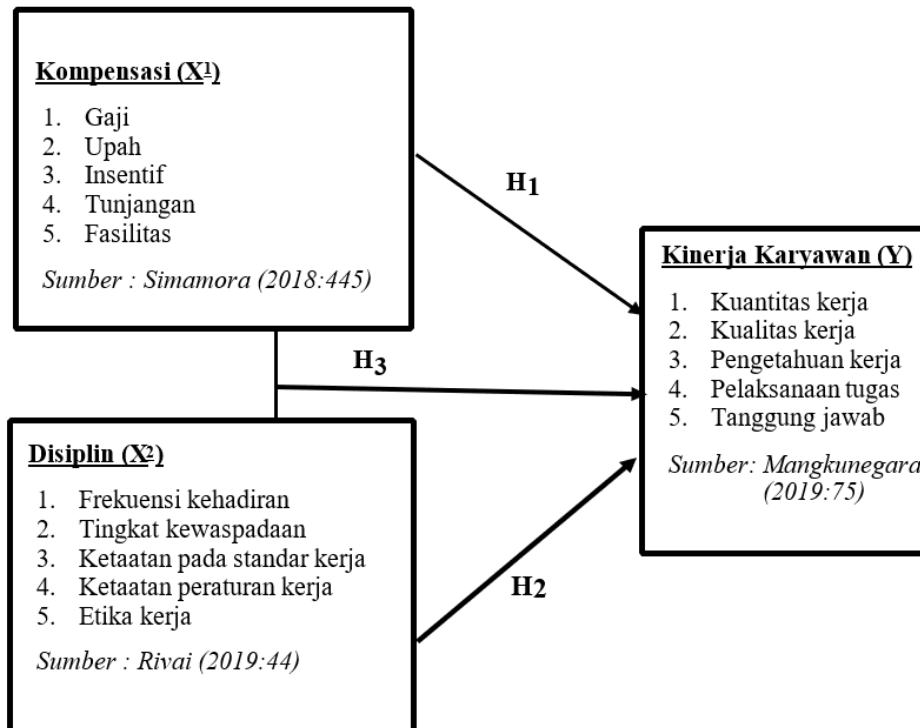 Kompensasi (X1)
1. Gaji
2. Upah
3. Insentif
4. Tunjangan
5. Fasilitas
Sumber : Simamora (2018:445)
H1
Kinerja Karyawan (Y)
1. Kuantitas kerja
2. Kualitas kerja
3. Pengetahuan kerja
4. Pelaksanaan tugas
5. Tanggung jawab
Sumber: Mangkunegara
(2019:75)
H3
Disiplin (X2)
1. Frekuensi kehadiran
2. Tingkat kewaspadaan
3. Ketaatan pada standar kerja
4. Ketaatan peraturan kerja
5. Etika kerja
Sumber : Rivai (2019:44)
H2